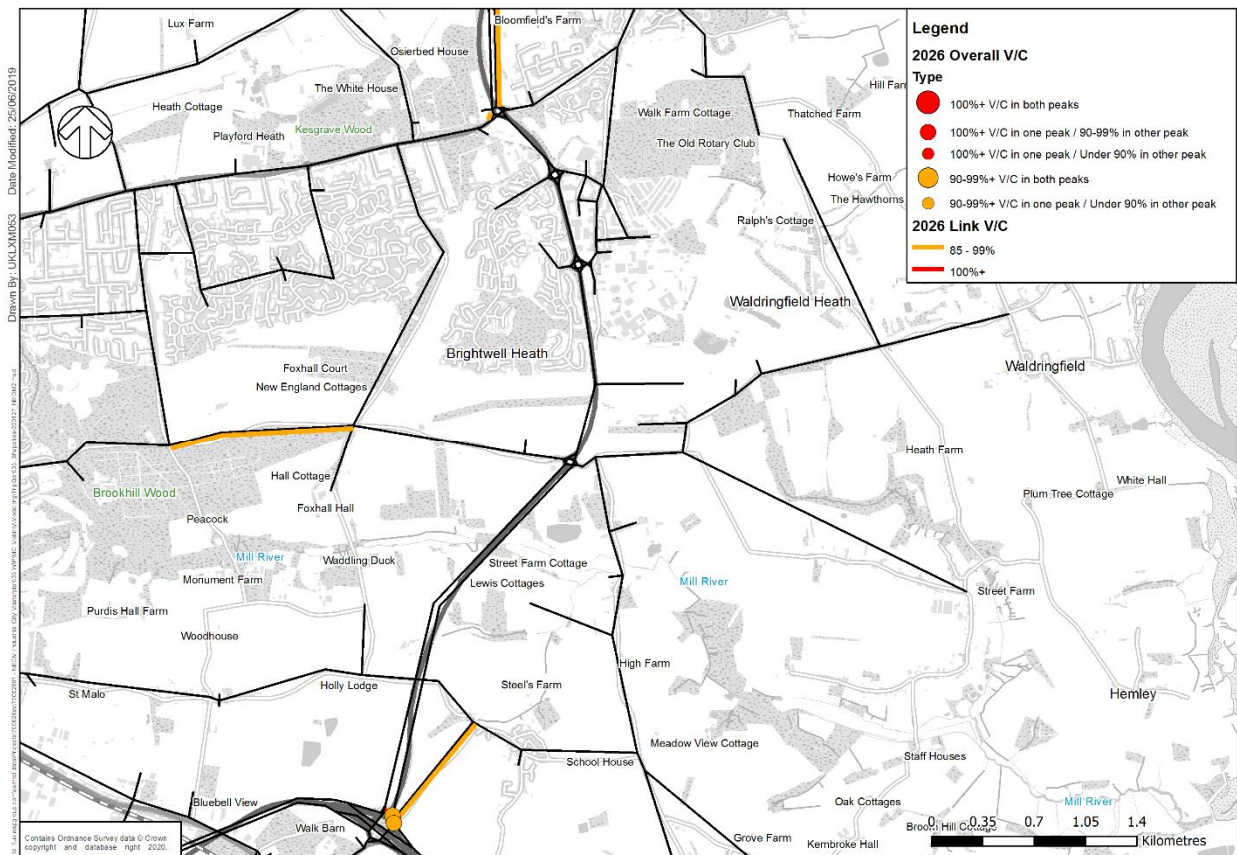 Lux Farm
Bloomfield's Farm
Osierbed House
The White House
Heath Cottage
Kesgrave Wood
Playford Heath
Walk Farm Cottage
The Old Rotary Club
Thatched Farm
Hill Farm
Howe's Farm
The Hawthorns
Ralph's Cottage
Waldringfield Heath
Brightwell Heath
Foxhall Court
New England Cottages
Waldringfield
Hall Cottage
Brookhill Wood
Foxhall Hall
Peacock
Heath Farm
White Hall
Plum Tree Cottage
Mill River
Waddling Duck
Monument Farm
Street Farm Cottage
Lewis Cottages
Mill River
Street Farm
Purdis Hall Farm
Woodhouse
High Farm
St Malo
Holly Lodge
Steel's Farm
Hemley
Meadow View Cottage
School House
Staff Houses
Bluebell View
Walk Barn
Oak Cottages
Mill River
Broom Hill Cottage
Grove Farm
Kembroke Hall
Legend
2026 Overall V/C
Type
100%+ V/C in both peaks
100%+ V/C in one peak / 90-99% in other peak
100%+ V/C in one peak / Under 90% in other peak
90-99%+ V/C in both peaks
90-99%+ V/C in one peak / Under 90% in other peak
2026 Link V/C
85 - 99%
100%+
0 0.35 0.7 1.05 1.4
Kilometres
Contains Ordnance Survey data © Crown
copyright and database right 2020.
Drawn By: UKLXM053 Date Modified: 25/06/2019